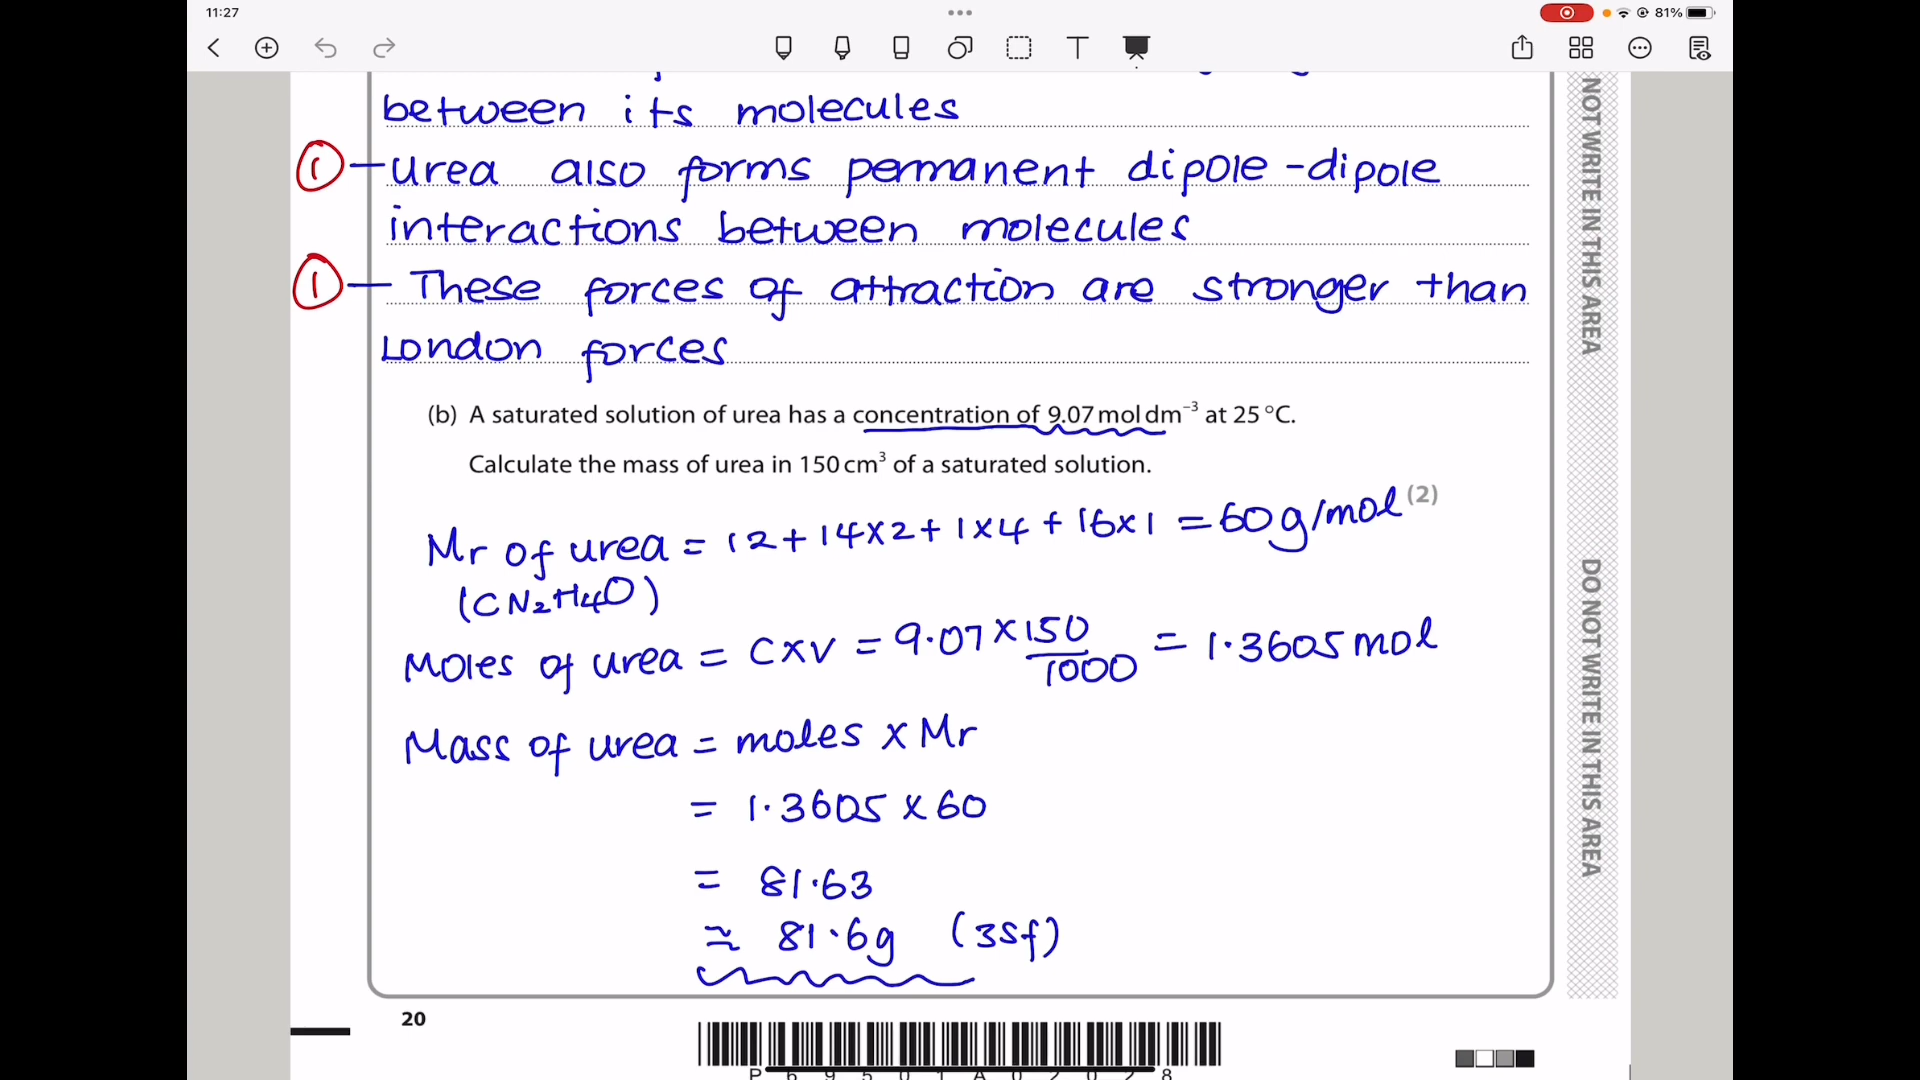 11:27
81%
between its molecules
① — urea also forms permanent dipole-dipole
interactions between molecules
① — These forces of attraction are stronger than
London forces
(b) A saturated solution of urea has a concentration of 9.07 mol dm⁻³ at 25 °C.
Calculate the mass of urea in 150 cm³ of a saturated solution.
(2)
Mr of urea = 12 + 14x2 + 1x4 + 16x1 = 60 g/mol
(CN₂H4O)
Moles of urea = C x V = 9.07 x 150/1000 = 1.3605 mol
Mass of urea = moles x Mr
= 1.3605 x 60
= 81.63
≃ 81.6g (3sf)
20
NOT WRITE IN THIS AREA
DO NOT WRITE IN THIS AREA